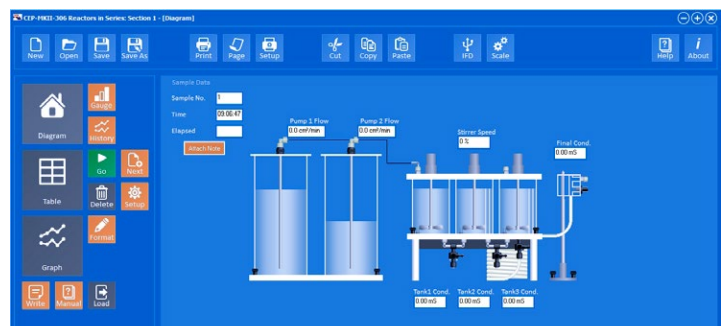 CEP-MKII-306 Reactors in Series: Section 1 - [Diagram]
New Open Save Save As Print Page Setup Cut Copy Paste IFD Scale Help About
Sample Data
Sample No. 1
Time 09:06:47
Elapsed
Attach Note
Pump 1 Flow
0.0 cm³/min
Pump 2 Flow
0.0 cm³/min
Stirrer Speed
0 %
Final Cond.
0.00 mS
Tank1 Cond. Tank2 Cond. Tank3 Cond.
0.00 mS 0.00 mS 0.00 mS
Diagram
Gauge
History
Go
Next
Table
Delete
Setup
Graph
Format
Write
Manual
Load